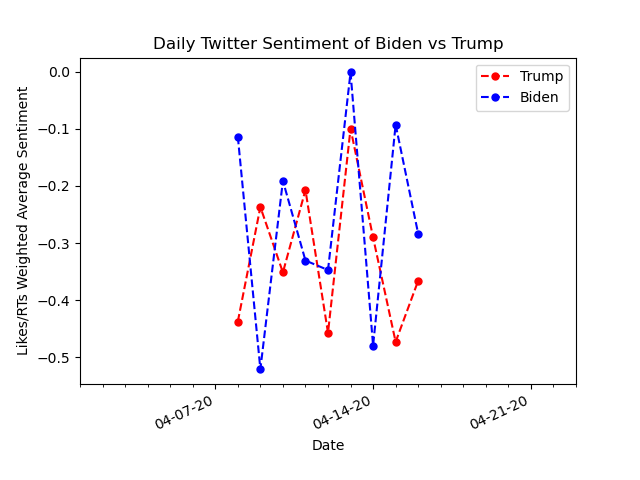 Daily Twitter Sentiment of Biden vs Trump
Likes/RTs Weighted Average Sentiment
0.0
−0.1
−0.2
−0.3
−0.4
−0.5
Trump
Biden
04-07-20
04-14-20
04-21-20
Date